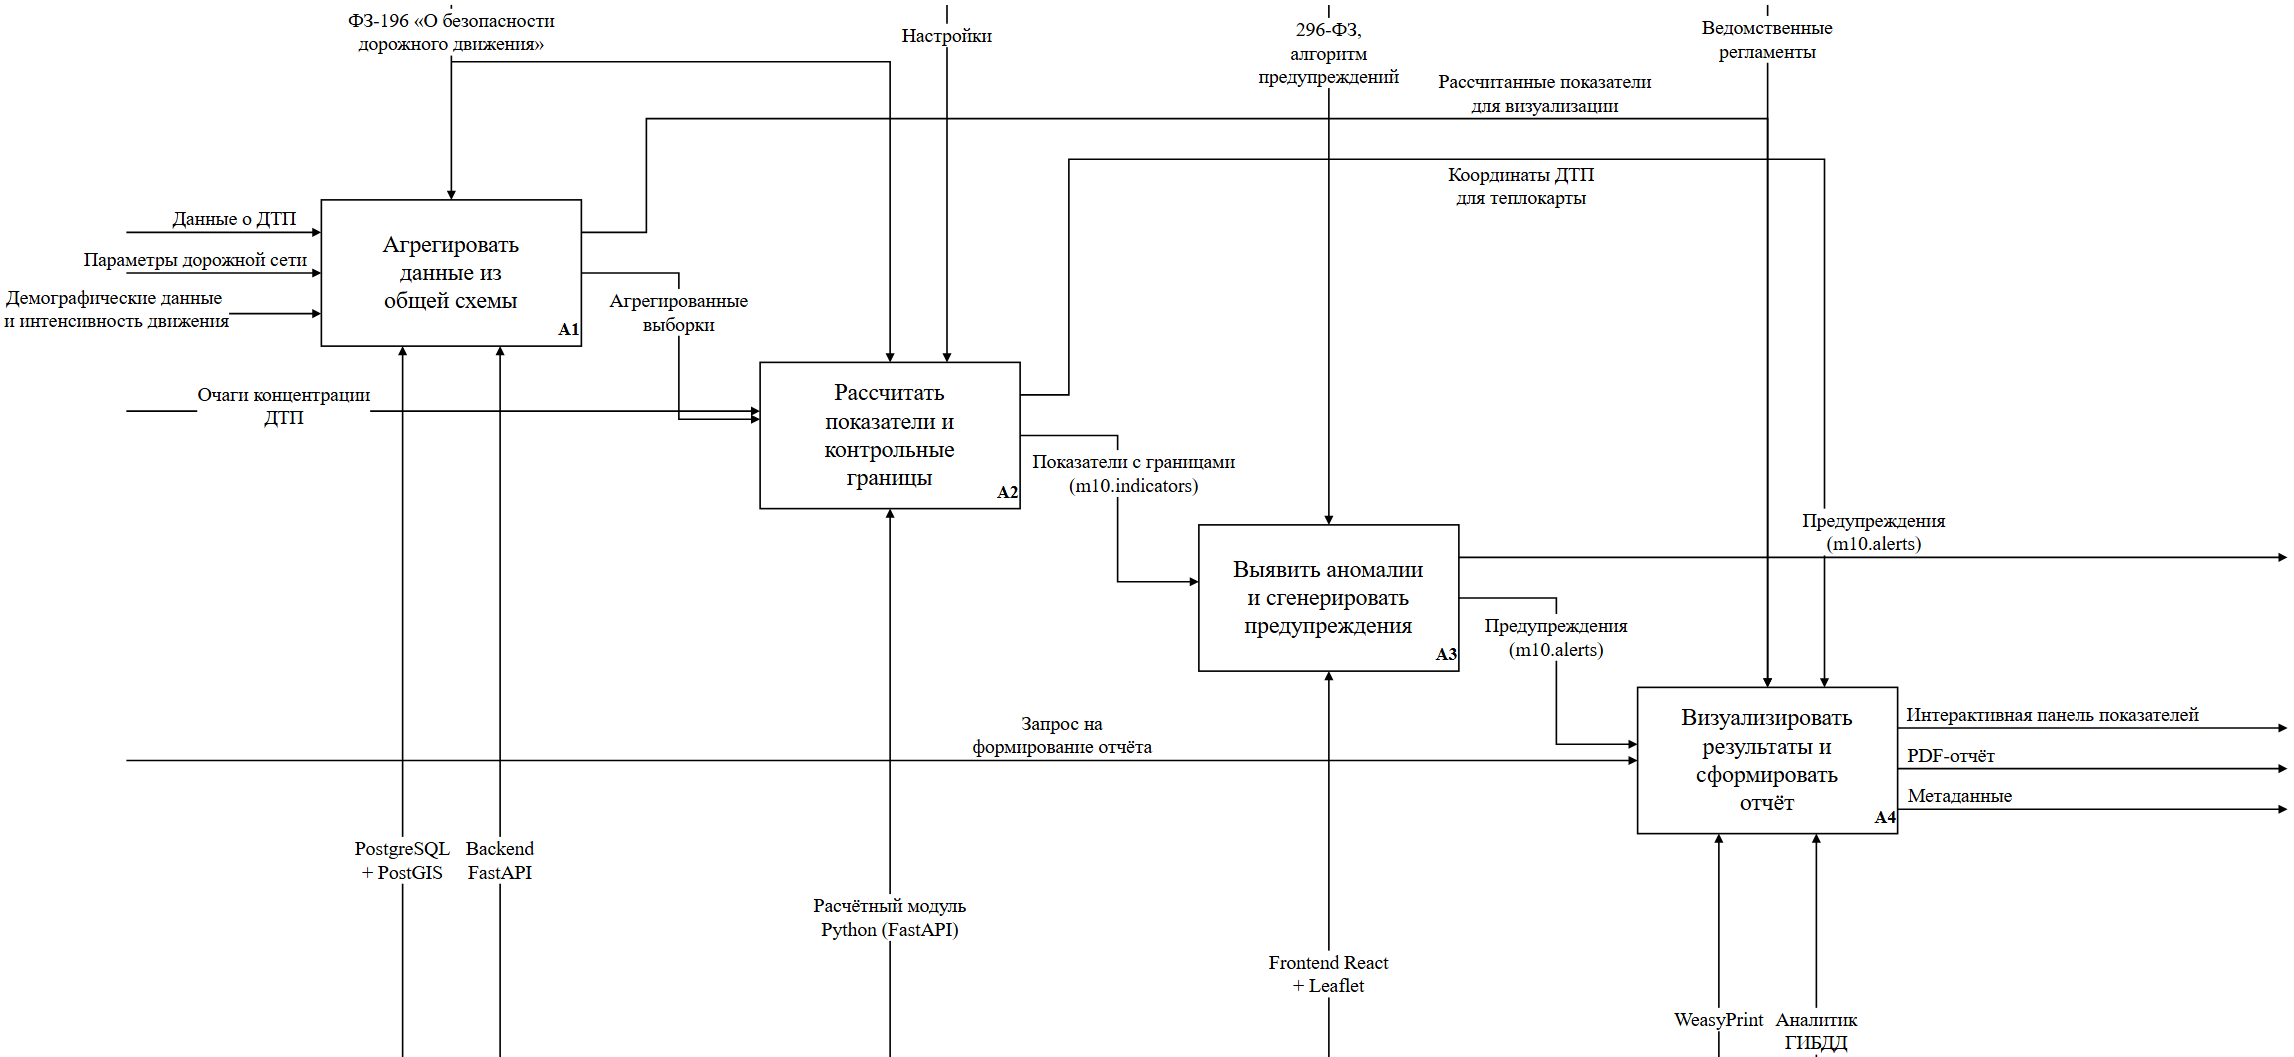 ФЗ-196 «О безопасности
дорожного движения»
Настройки
296-ФЗ,
алгоритм
предупреждений
Ведомственные
регламенты
Рассчитанные показатели
для визуализации
Координаты ДТП
для теплокарты
Данные о ДТП
Параметры дорожной сети
Демографические данные
и интенсивность движения
Агрегировать
данные из
общей схемы
А1
Агрегированные
выборки
Очаги концентрации
ДТП
Рассчитать
показатели и
контрольные
границы
А2
Показатели с границами
(m10.indicators)
Выявить аномалии
и сгенерировать
предупреждения
А3
Предупреждения
(m10.alerts)
Предупреждения
(m10.alerts)
Запрос на
формирование отчёта
Визуализировать
результаты и
сформировать
отчёт
А4
Интерактивная панель показателей
PDF-отчёт
Метаданные
PostgreSQL
+ PostGIS
Backend
FastAPI
Расчётный модуль
Python (FastAPI)
Frontend React
+ Leaflet
WeasyPrint
Аналитик
ГИБДД